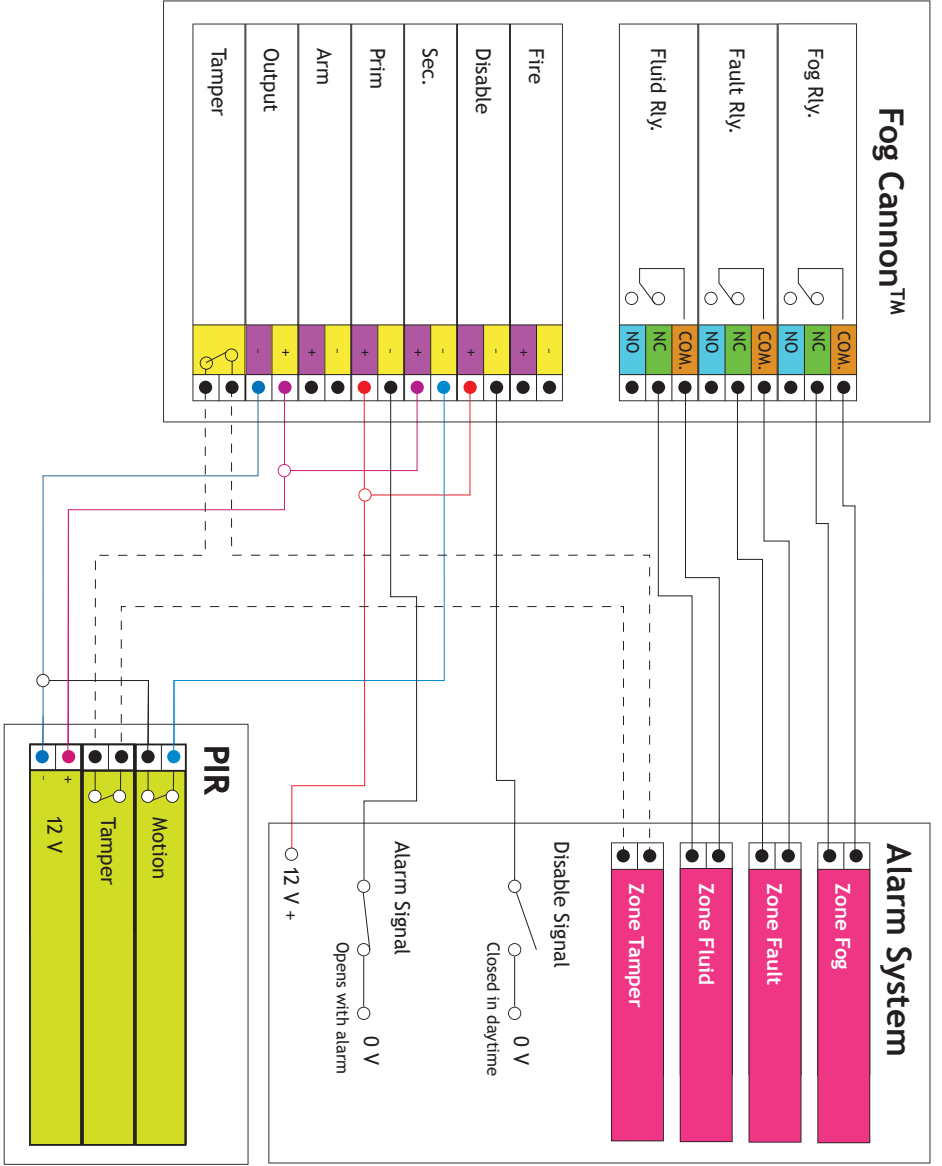 Fog Cannon™
Fog Rly.
COM.
NC
NO
Fault Rly.
COM.
NC
NO
Fluid Rly.
COM.
NC
NO
Fire
-
+
Disable
-
+
Sec.
-
+
Prim
-
+
Arm
-
+
Output
+
-
Tamper
Alarm System
Zone Fog
Zone Fault
Zone Fluid
Zone Tamper
Disable Signal
0 V
Closed in daytime
Alarm Signal
0 V
Opens with alarm
12 V +
PIR
Motion
Tamper
+
-
12 V